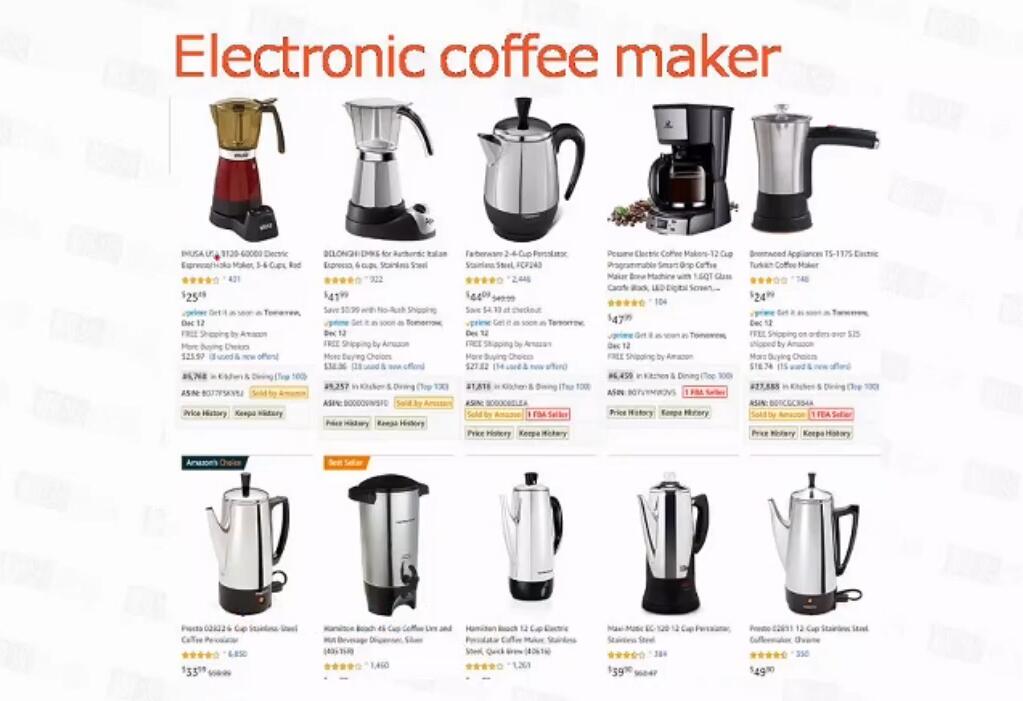 Electronic coffee maker
IMUSA USA B120-60000 Electric
Espresso/Moka Maker, 3-6 Cups, Red
431
$25
prime Get it as soon as Tomorrow,
Dec 12
FREE Shipping by Amazon
More Buying Choices
$23.97 (8 used & new offers)
#6,768 in Kitchen & Dining (Top 100)
ASIN: Sold by Amazon
Price History Keepa History
DELONGHI EMK6 for Authentic Italian
Espresso, 6 cups, Stainless Steel
922
$41 99
Save $0.99 with No-Rush Shipping
prime Get it as soon as Tomorrow,
Dec 12
FREE Shipping by Amazon
More Buying Choices
$38.86 (28 used & new offers)
#9,257 in Kitchen & Dining (Top 100)
ASIN: Sold by Amazon
Price History Keepa History
Farberware 2-4-Cup Percolator,
Stainless Steel, FCP240
2,446
$44 $49.99
Save $4.10 at checkout
prime Get it as soon as Tomorrow,
Dec 12
FREE Shipping by Amazon
More Buying Choices
$27.82 (14 used & new offers)
#1,816 in Kitchen & Dining (Top 100)
ASIN:
Sold by Amazon 1 FBA Seller
Price History Keepa History
Posame Electric Coffee Makers-12 Cup
Programmable Smart Drip Coffee
Maker Brew Machine with 1.6QT Glass
Carafe Black, LED Digital Screen,...
104
$47 99
prime Get it as soon as Tomorrow,
Dec 12
FREE Shipping by Amazon
#6,459 in Kitchen & Dining (Top 100)
ASIN: 1 FBA Seller
Price History Keepa History
Brentwood Appliances TS-117S Electric
Turkish Coffee Maker
148
$24 99
prime Get it as soon as Tomorrow,
Dec 12
FREE Shipping on orders over $25
shipped by Amazon
More Buying Choices
$18.74 (15 used & new offers)
#27,888 in Kitchen & Dining (Top 100)
ASIN:
Sold by Amazon 1 FBA Seller
Price History Keepa History
Amazon's Choice
Presto 02822 6-Cup Stainless-Steel
Coffee Percolator
6,850
$33 $59.99
Best Seller
Hamilton Beach 45 Cup Coffee Urn and
Hot Beverage Dispenser, Silver
(40515R)
1,460
Hamilton Beach 12 Cup Electric
Percolator Coffee Maker, Stainless
Steel, Quick Brew (40616)
1,261
Maxi-Matic EC-120 12 Cup Percolator,
Stainless Steel
384
$39 90
Presto 02811 12-Cup Stainless Steel
Coffeemaker, Chrome
350
$49 90